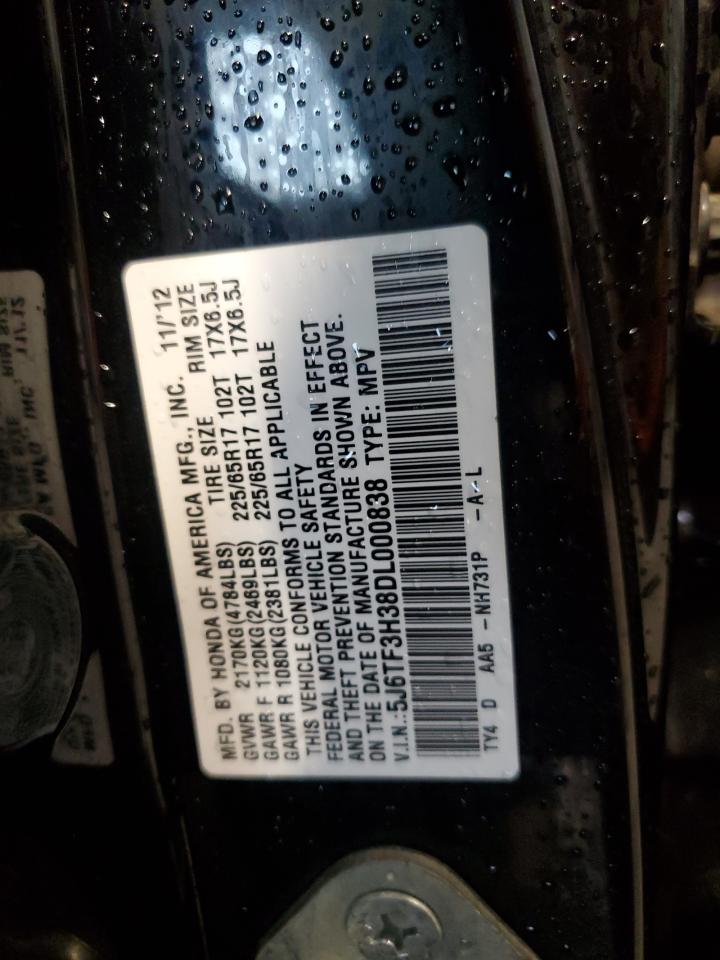 MFD. BY HONDA OF AMERICA MFG., INC. 11/'12
GVWR 2170KG(4784LBS) TIRE SIZE RIM SIZE
GAWR F 1120KG(2469LBS) 225/65R17 102T 17X6.5J
GAWR R 1080KG(2381LBS) 225/65R17 102T 17X6.5J
THIS VEHICLE CONFORMS TO ALL APPLICABLE
FEDERAL MOTOR VEHICLE SAFETY
AND THEFT PREVENTION STANDARDS IN EFFECT
ON THE DATE OF MANUFACTURE SHOWN ABOVE.
V.I.N.:5J6TF3H38DL000838 TYPE: MPV
TY4 D AA5 -NH731P -A-L